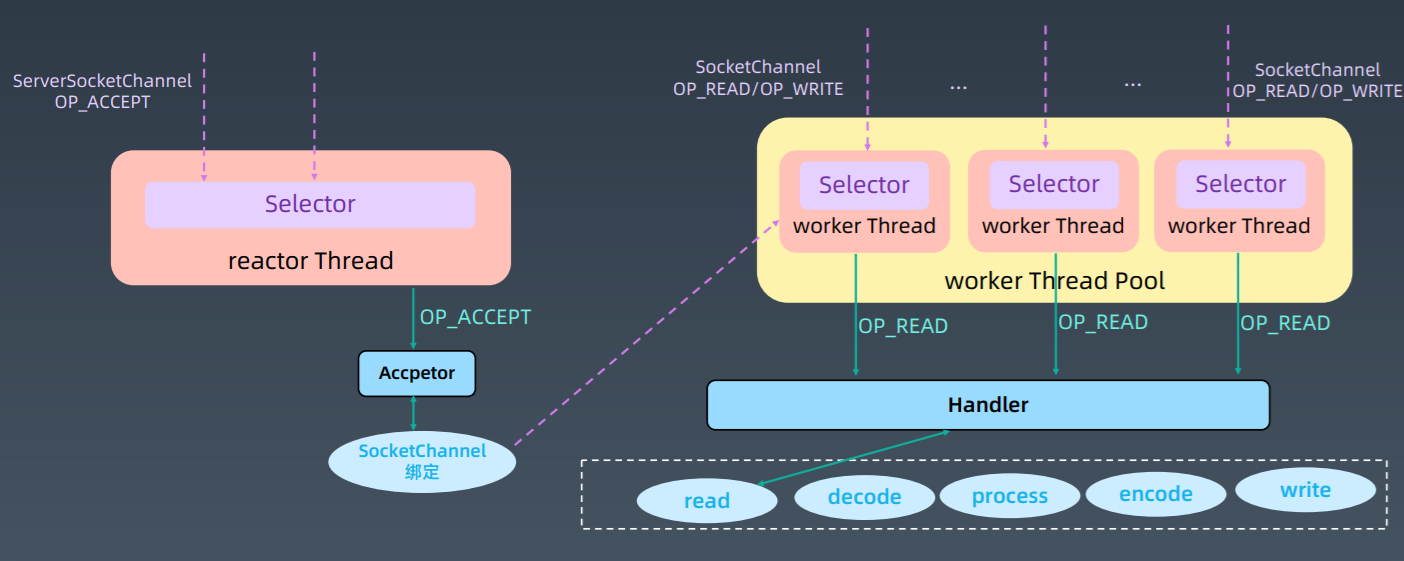 ServerSocketChannel
OP_ACCEPT
Selector
reactor Thread
OP_ACCEPT
Accpetor
SocketChannel
绑定
SocketChannel
OP_READ/OP_WRITE
...
...
SocketChannel
OP_READ/OP_WRITE
Selector
worker Thread
Selector
worker Thread
Selector
worker Thread
worker Thread Pool
OP_READ
OP_READ
OP_READ
Handler
read
decode
process
encode
write